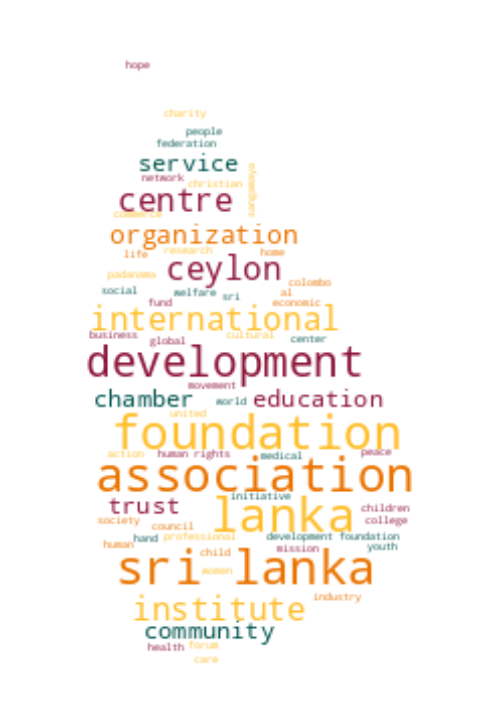 hope
charity
people
federation
service
network
christian
sangamaya
centre
commerce
organization
life research home
ceylon
padanama
colombo
social welfare sri al
fund economic
international
business global cultural center
development
movement
chamber world education
united
foundation
action human rights medical peace
association
initiative
trust lanka children
society council college
hand professional development foundation
human child mission youth
sri lanka
women
industry
institute
community
health forum
care